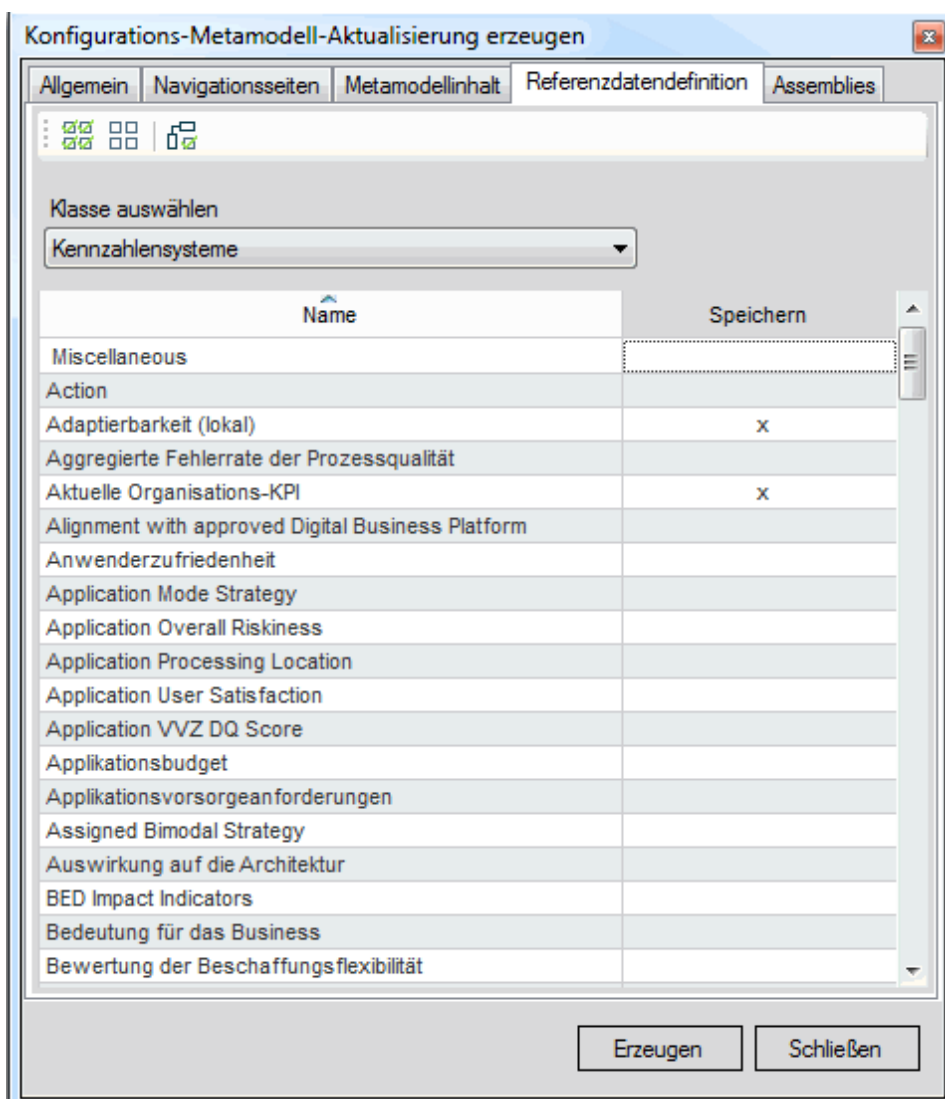 Konfigurations-Metamodell-Aktualisierung erzeugen
Allgemein Navigationsseiten Metamodellinhalt Referenzdatendefinition Assemblies
Klasse auswählen
Kennzahlensysteme
Name Speichern
Miscellaneous
Action
Adaptierbarkeit (lokal) x
Aggregierte Fehlerrate der Prozessqualität
Aktuelle Organisations-KPI x
Alignment with approved Digital Business Platform
Anwenderzufriedenheit
Application Mode Strategy
Application Overall Riskiness
Application Processing Location
Application User Satisfaction
Application VVZ DQ Score
Applikationsbudget
Applikationsvorsorgeanforderungen
Assigned Bimodal Strategy
Auswirkung auf die Architektur
BED Impact Indicators
Bedeutung für das Business
Bewertung der Beschaffungsflexibilität
Erzeugen Schließen